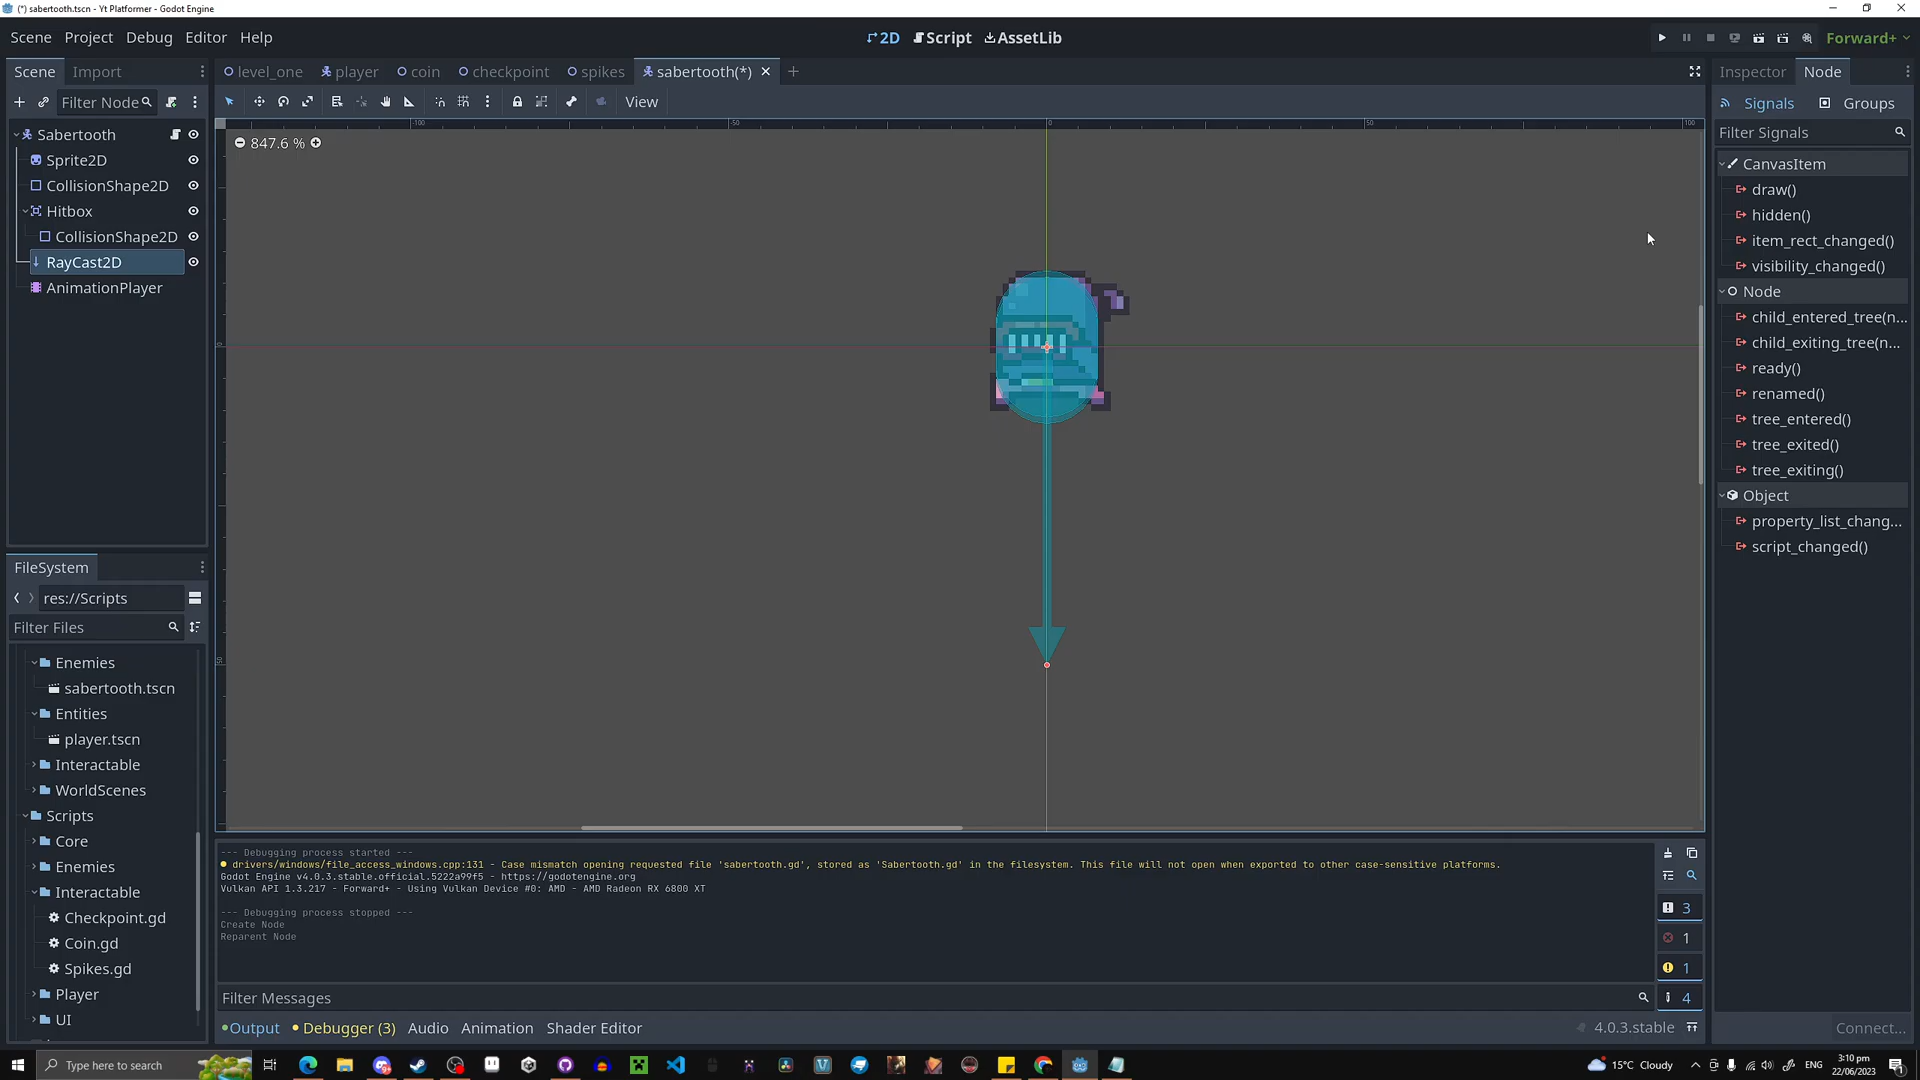 (*) sabertooth.tscn - Yt Platformer - Godot Engine
Scene Project Debug Editor Help
2D Script AssetLib
Forward+
Scene Import
level_one player coin checkpoint spikes sabertooth(*)
Inspector Node
Filter Node
View
Signals Groups
Filter Signals
-100 -50 0 50 100
847.6 %
0
50
Sabertooth
Sprite2D
CollisionShape2D
Hitbox
CollisionShape2D
RayCast2D
AnimationPlayer
CanvasItem
draw()
hidden()
item_rect_changed()
visibility_changed()
Node
child_entered_tree(n...
child_exiting_tree(n...
ready()
renamed()
tree_entered()
tree_exited()
tree_exiting()
Object
property_list_chang...
script_changed()
FileSystem
res://Scripts
Filter Files
Enemies
sabertooth.tscn
Entities
player.tscn
Interactable
WorldScenes
Scripts
Core
Enemies
Interactable
Checkpoint.gd
Coin.gd
Spikes.gd
Player
UI
--- Debugging process started ---
drivers/windows/file_access_windows.cpp:131 - Case mismatch opening requested file 'sabertooth.gd', stored as 'Sabertooth.gd' in the filesystem. This file will not open when exported to other case-sensitive platforms.
Godot Engine v4.0.3.stable.official.5222a99f5 - https://godotengine.org
Vulkan API 1.3.217 - Forward+ - Using Vulkan Device #0: AMD - AMD Radeon RX 6800 XT
--- Debugging process stopped ---
Create Node
Reparent Node
3
1
1
4
Filter Messages
Output Debugger (3) Audio Animation Shader Editor
4.0.3.stable
Connect...
Type here to search
15°C Cloudy
ENG
3:10 pm
22/06/2023